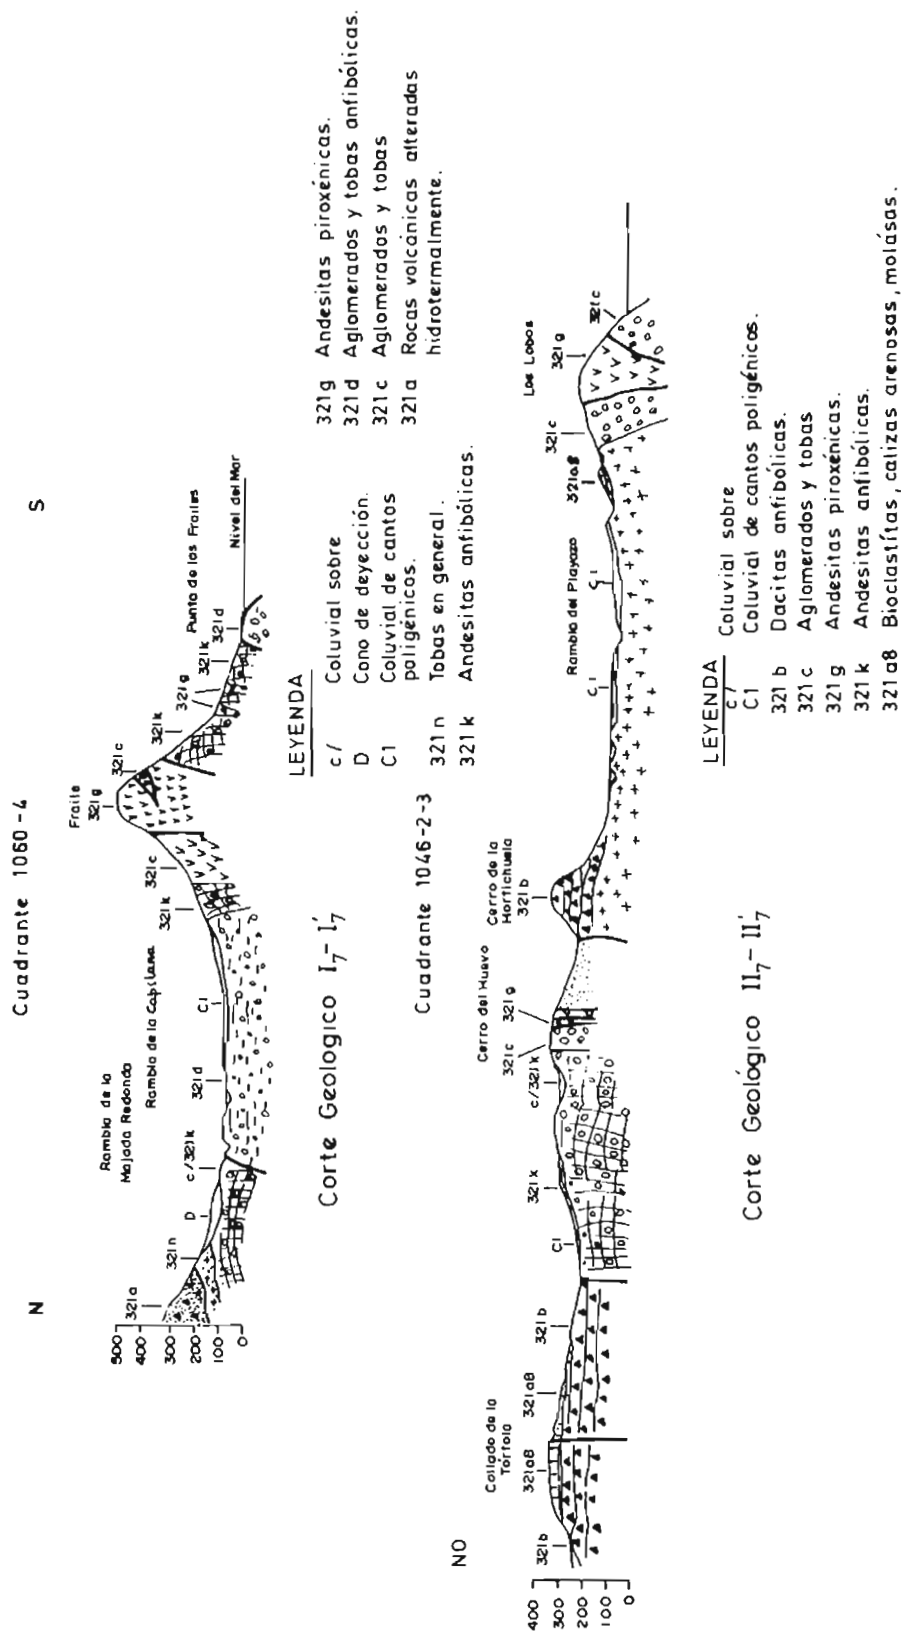 Cuadrante 1060-4
N
S
Rambla de la
Majada Redonda
Rambla de la Capitana
Fraile
321g
Punta de los Frailes
Nivel del Mar
321a
321n
D
c/321k
321d
C1
321k
321c
321c
321k
321g
321k
321d
500
400
300
200
100
0
Corte Geologico I7-I'7
LEYENDA
c/ Coluvial sobre
D Cono de deyección.
C1 Coluvial de cantos
poligénicos.
321n Tobas en general.
321k Andesitas anfibólicas.
321g Andesitas piroxénicas.
321d Aglomerados y tobas anfibólicas.
321c Aglomerados y tobas
321a Rocas volcánicas alteradas
hidrotermalmente.
Cuadrante 1046-2-3
NO
Collado de la
Tórtola
Cerro del Huevo
Cerro de la
Hortichuela
Rambla del Playazo
Los Lobos
321b
321a8
321a8
321b
C1
321k
c/321k
321c
321g
321b
C1
C1
321a8
321c
321g
321c
400
300
200
100
0
Corte Geológico II7-II'7
LEYENDA
c/ Coluvial sobre
C1 Coluvial de cantos poligénicos.
321b Dacitas anfibólicas.
321c Aglomerados y tobas
321g Andesitas piroxénicas.
321k Andesitas anfibólicas.
321a8 Bioclastitas, calizas arenosas, molásas.